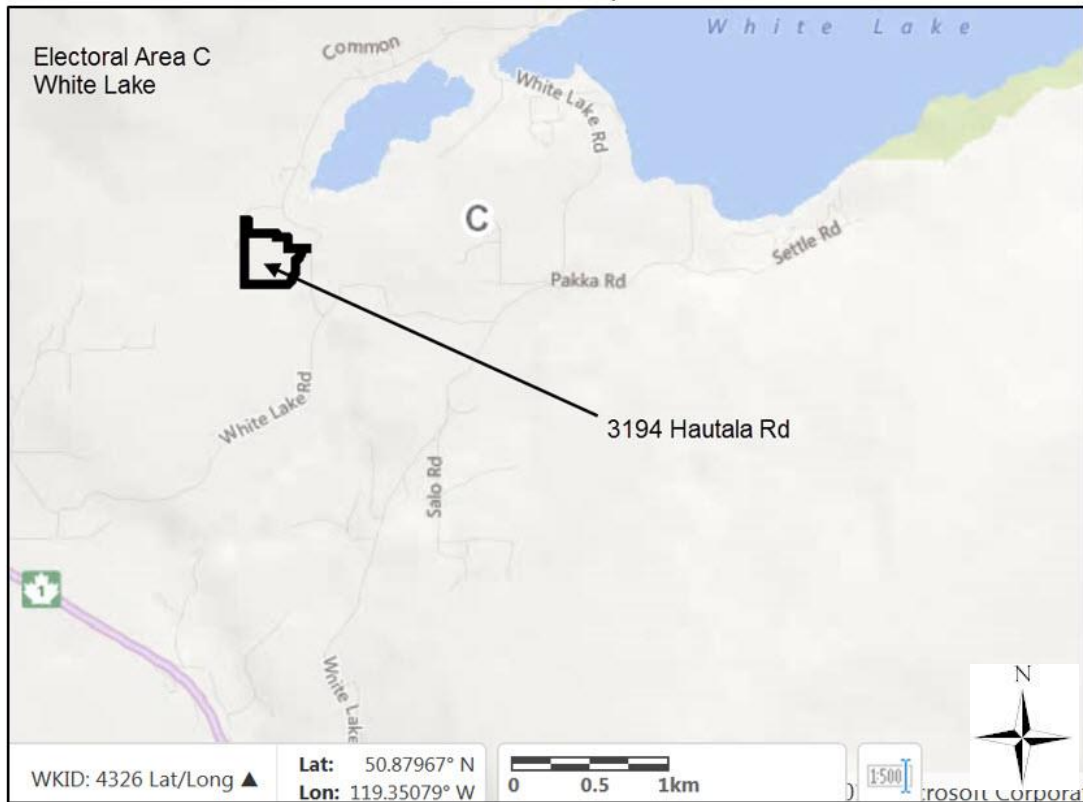 Electoral Area C
White Lake
White Lake
Common
White Lake Rd
C
Settle Rd
Pakka Rd
White Lake Rd
3194 Hautala Rd
Salo Rd
1
White Lake
N
WKID: 4326 Lat/Long ▲
Lat: 50.87967° N
Lon: 119.35079° W
0 0.5 1km
1:500
crosoft Corpora